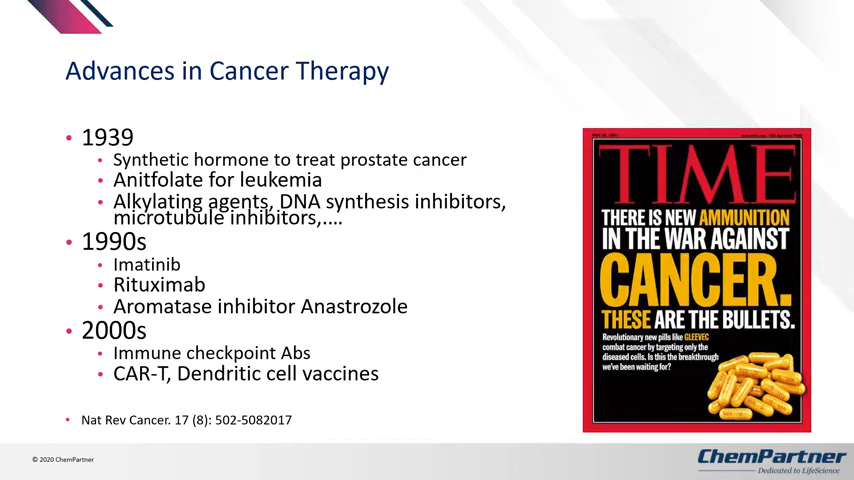 Advances in Cancer Therapy
• 1939
• Synthetic hormone to treat prostate cancer
• Anitfolate for leukemia
• Alkylating agents, DNA synthesis inhibitors,
microtubule inhibitors,....
• 1990s
• Imatinib
• Rituximab
• Aromatase inhibitor Anastrozole
• 2000s
• Immune checkpoint Abs
• CAR-T, Dendritic cell vaccines
• Nat Rev Cancer. 17 (8): 502-5082017
TIME
THERE IS NEW AMMUNITION
IN THE WAR AGAINST
CANCER.
THESE ARE THE BULLETS.
Revolutionary new pills like GLEEVEC
combat cancer by targeting only the
diseased cells. Is this the breakthrough
we've been waiting for?
© 2020 ChemPartner
ChemPartner
Dedicated to LifeScience